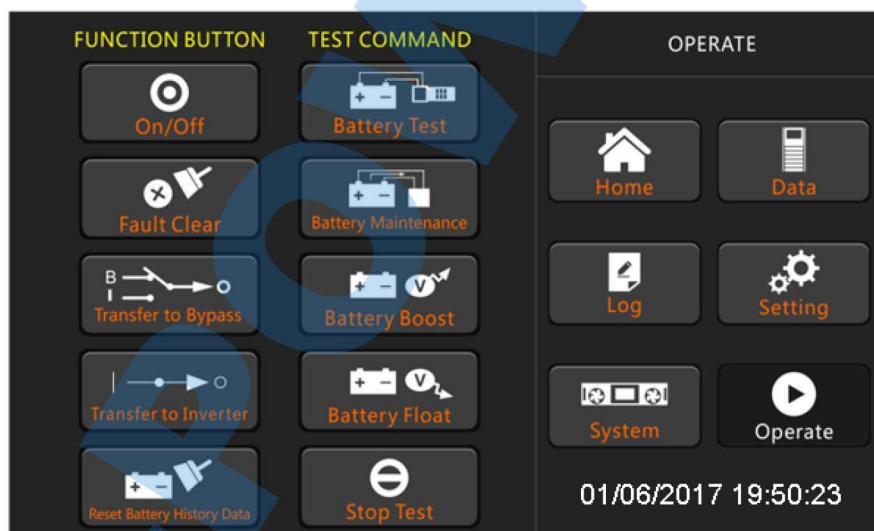 FUNCTION BUTTON
TEST COMMAND
OPERATE
On/Off
Battery Test
Home
Data
Fault Clear
Battery Maintenance
B
I
Transfer to Bypass
V
Battery Boost
Log
Setting
Transfer to Inverter
V
Battery Float
System
Operate
Reset Battery History Data
Stop Test
01/06/2017 19:50:23